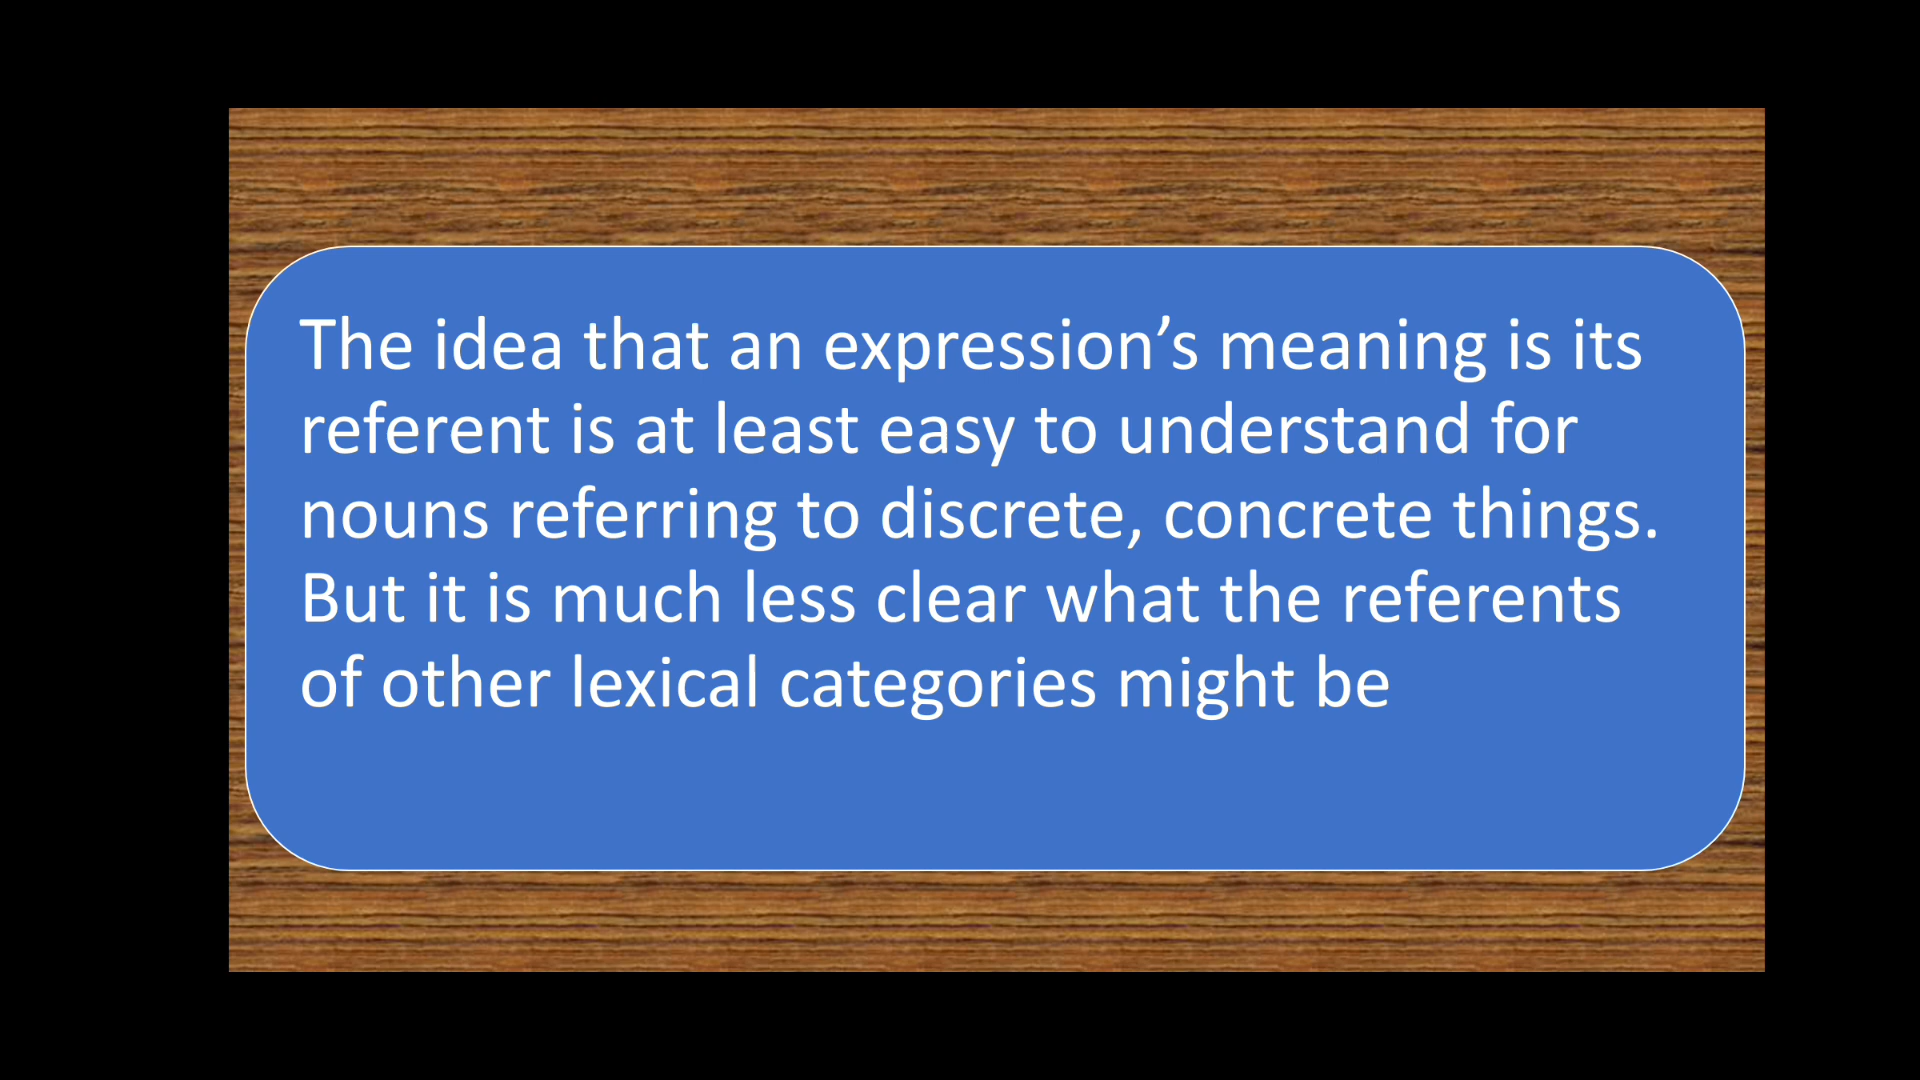 The idea that an expression’s meaning is its
referent is at least easy to understand for
nouns referring to discrete, concrete things.
But it is much less clear what the referents
of other lexical categories might be